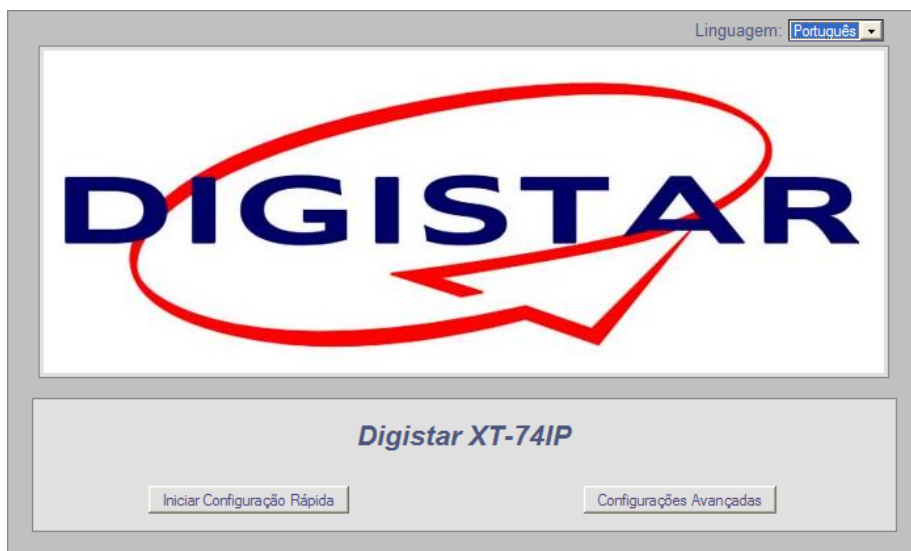 Linguagem: Português
DIGISTAR
Digistar XT-74IP
Iniciar Configuração Rápida
Configurações Avançadas